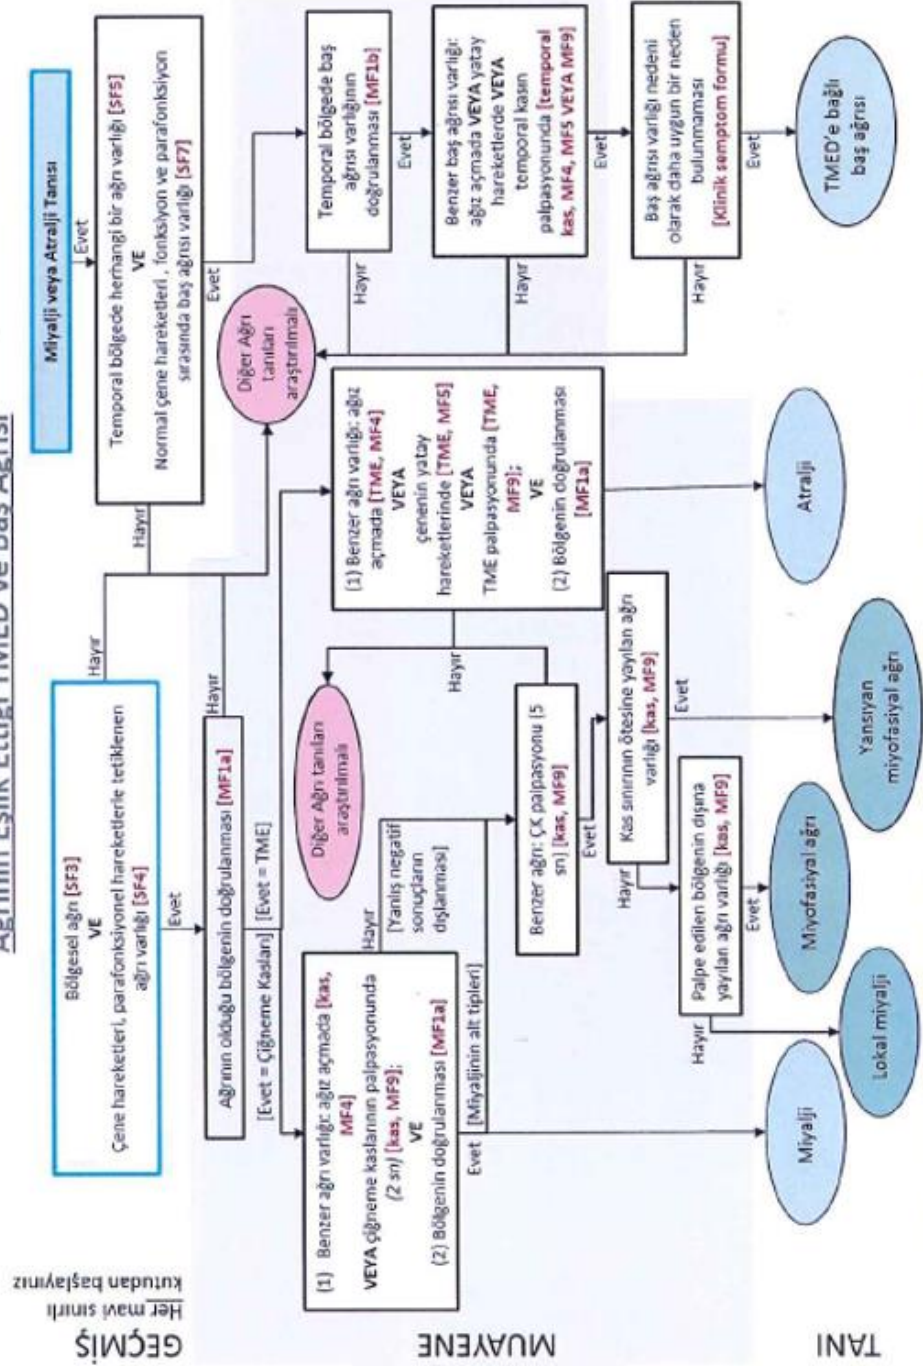 Ağrının Eşlik Ettiği TMED ve Baş Ağrısı
Her mavi sınırlı
kutudan başlayınız
GEÇMİŞ
MUAYENE
TANI
Bölgesel ağrı [SF3]
VE
Çene hareketleri, parafonksiyonel hareketlerle tetiklenen
ağrı varlığı [SF4]
Hayır
Evet
Ağrının olduğu bölgenin doğrulanması [MF1a]
Hayır
[Evet = Çiğneme Kasları]
[Evet = TME]
(1) Benzer ağrı varlığı: ağız açmada [kas,
MF4]
VEYA çiğneme kaslarının palpasyonunda
(2 sn) [kas, MF9];
VE
(2) Bölgenin doğrulanması [MF1a]
Hayır
[Yanlış negatif
sonuçların
dışlanması]
Evet
[Miyaljinin alt tipleri]
Diğer Ağrı tanıları
araştırılmalı
Benzer ağrı: ÇK palpasyonu [5
sn] [kas, MF9]
Hayır
Evet
Kas sınırının ötesine yayılan ağrı
varlığı [kas, MF9]
Hayır
Evet
Palpe edilen bölgenin dışına
yayılan ağrı varlığı [kas, MF9]
Hayır
Evet
(1) Benzer ağrı varlığı: ağız
açmada [TME, MF4]
VEYA
çenenin yatay
hareketlerinde [TME, MF5]
VEYA
TME palpasyonunda [TME,
MF9];
VE
(2) Bölgenin doğrulanması
[MF1a]
Miyalji
Lokal miyalji
Miyofasiyal ağrı
Yansıyan
miyofasiyal ağrı
Atralji
Miyalji veya Atralji Tanısı
Evet
Temporal bölgede herhangi bir ağrı varlığı [SF5]
VE
Normal çene hareketleri, fonksiyon ve parafonksiyon
sırasında baş ağrısı varlığı [SF7]
Hayır
Evet
Diğer Ağrı
tanıları
araştırılmalı
Temporal bölgede baş
ağrısı varlığının
doğrulanması [MF1b]
Hayır
Evet
Benzer baş ağrısı varlığı:
ağız açmada VEYA yatay
hareketlerde VEYA
temporal kasın
palpasyonunda [temporal
kas, MF4, MF5 VEYA MF9]
Hayır
Evet
Baş ağrısı varlığı nedeni
olarak daha uygun bir neden
bulunmaması
[Klinik semptom formu]
Hayır
Evet
TMED'e bağlı
baş ağrısı